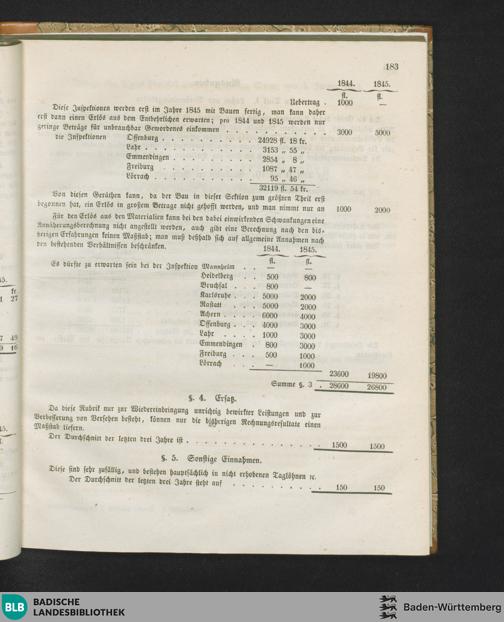 183
1844. 1845.
fl. fl.
Uebertrag . 1000 —
Diese Inspektionen werden erst im Jahre 1845 mit Bauen fertig, man kann daher
erst dann einen Erlös aus dem Entbehrlichen erwarten; pro 1844 und 1845 werden nur
geringe Beträge für unbrauchbar Gewordenes einkommen . . . . . . . . . . 3000 5000
die Inspektionen Offenburg . . . . . . . . . 24928 fl. 18 kr.
Lahr . . . . . . . . . . 3153 „ 55 „
Emmendingen . . . . . . . 2854 „ 8 „
Freiburg . . . . . . . . . 1087 „ 47 „
Lörrach . . . . . . . . . 95 „ 46 „
32119 fl. 54 kr.
Von diesen Geräthen kann, da der Bau in dieser Sektion zum größten Theil erst
begonnen hat, ein Erlös in großem Betrage nicht gehofft werden, und man nimmt nur an 1000 2000
Für den Erlös aus den Materialien kann bei den dabei einwirkenden Schwankungen eine
Annäherungsberechnung nicht angestellt werden, auch gibt eine Berechnung nach den bis-
herigen Erfahrungen keinen Maßstab; man muß deßhalb sich auf allgemeine Annahmen nach
den bestehenden Verhältnissen beschränken.
1844. 1845.
fl. fl.
Es dürfte zu erwarten sein bei der Inspektion Mannheim . . — —
Heidelberg . . . 500 800
Bruchsal . . . 800 —
Karlsruhe . . . 5000 2000
Rastatt . . . 5000 2000
Achern . . . . 6000 4000
Offenburg . . . 4000 3000
Lahr . . . . 1000 3000
Emmendingen . 800 3000
Freiburg . . . 500 1000
Lörrach . . . — 1000
23600 19800
Summe §. 3 . 28600 26800
§. 4. Ersatz.
Da diese Rubrik nur zur Wiedereinbringung unrichtig bewirkter Leistungen und zur
Verbesserung von Versehen besteht, können nur die bisherigen Rechnungsresultate einen
Maßstab liefern.
Der Durchschnitt der letzten drei Jahre ist . . . . . . . . . . . . . . 1500 1500
§. 5. Sonstige Einnahmen.
Diese sind sehr zufällig, und bestehen hauptsächlich in nicht erhobenen Taglöhnen ꝛc.
Der Durchschnitt der letzten drei Jahre steht auf . . . . . . . . . . 150 150
BLB BADISCHE
LANDESBIBLIOTHEK
Baden-Württemberg